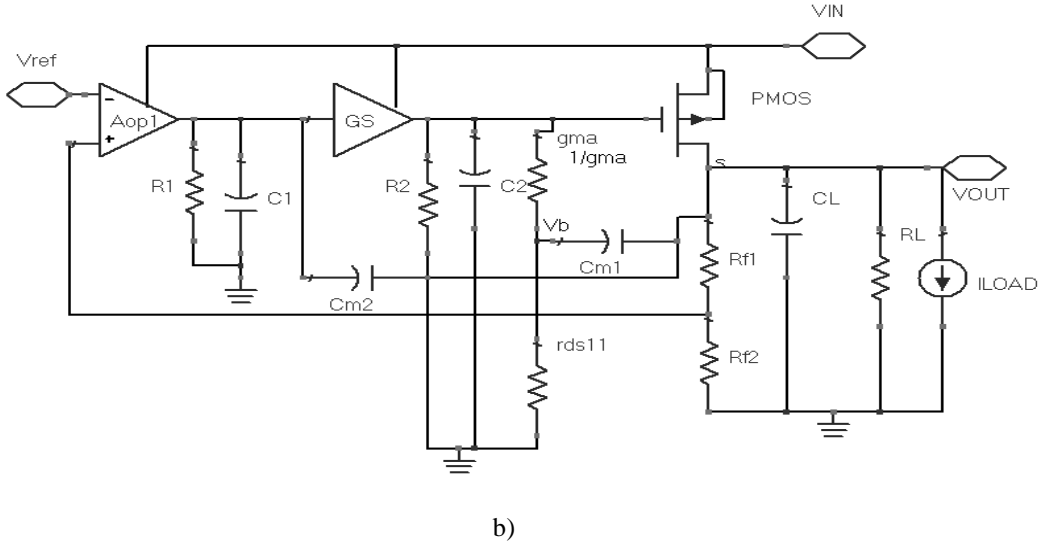 VIN
Vref
PMOS
Aop1
GS
gma
1/gma
s
R1
C1
R2
C2
CL
VOUT
Vb
Cm1
RL
Rf1
ILOAD
Cm2
rds11
Rf2
b)